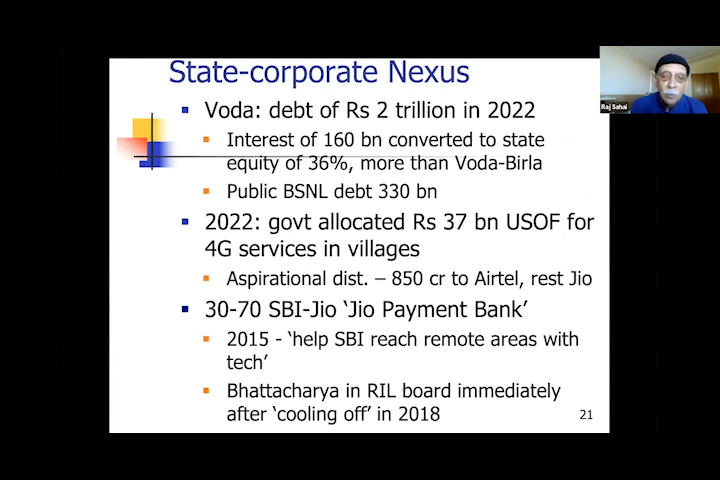 State-corporate Nexus
Voda: debt of Rs 2 trillion in 2022
Interest of 160 bn converted to state
equity of 36%, more than Voda-Birla
Public BSNL debt 330 bn
2022: govt allocated Rs 37 bn USOF for
4G services in villages
Aspirational dist. – 850 cr to Airtel, rest Jio
30-70 SBI-Jio ‘Jio Payment Bank’
2015 - ‘help SBI reach remote areas with
tech’
Bhattacharya in RIL board immediately
after ‘cooling off’ in 2018
21
Raj Sahai